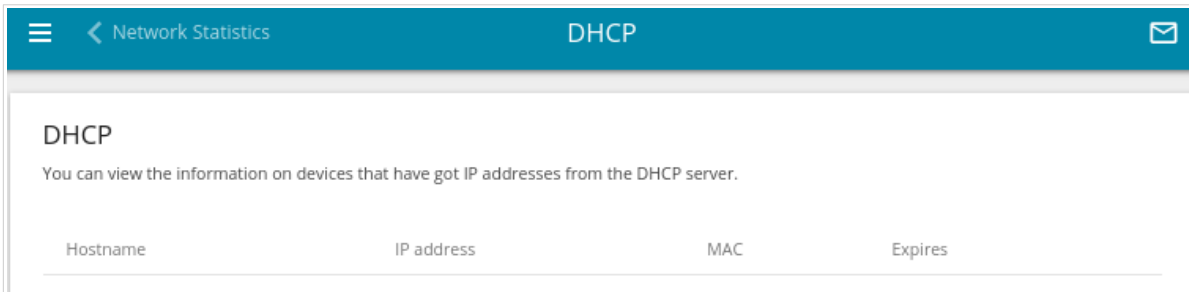 Network Statistics DHCP
DHCP
You can view the information on devices that have got IP addresses from the DHCP server.
Hostname IP address MAC Expires